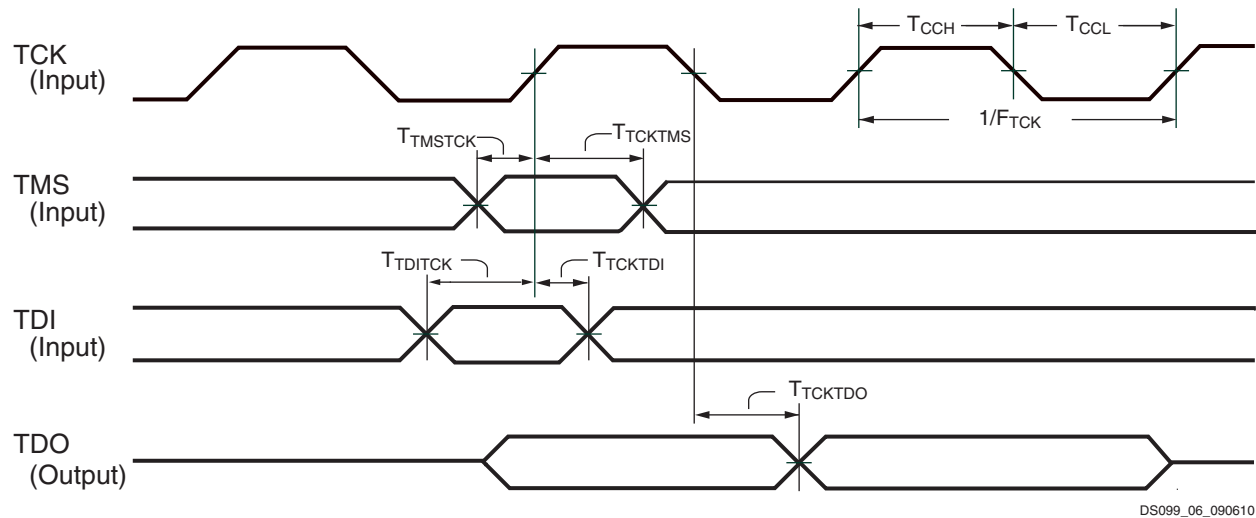 TCK
(Input)
TCCH
TCCL
1/FTCK
TTMSTCK
TTCKTMS
TMS
(Input)
TTDITCK
TTCKTDI
TDI
(Input)
TTCKTDO
TDO
(Output)
DS099_06_090610